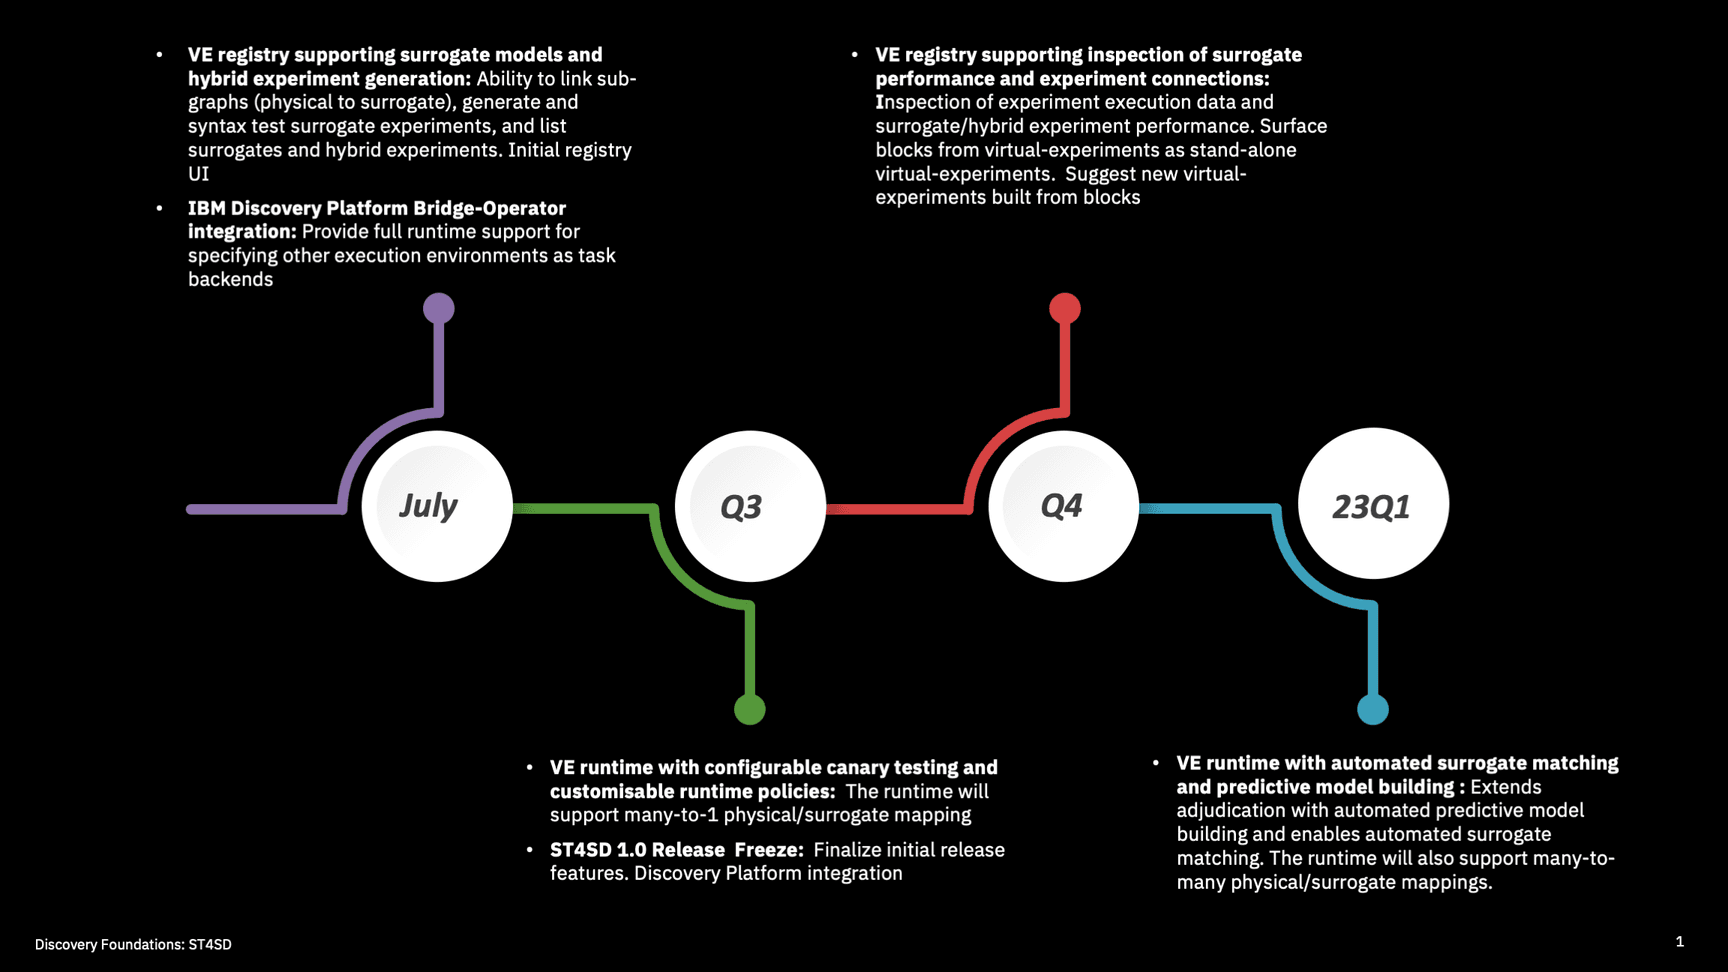 • VE registry supporting surrogate models and
hybrid experiment generation: Ability to link sub-
graphs (physical to surrogate), generate and
syntax test surrogate experiments, and list
surrogates and hybrid experiments. Initial registry
UI
• IBM Discovery Platform Bridge-Operator
integration: Provide full runtime support for
specifying other execution environments as task
backends
• VE registry supporting inspection of surrogate
performance and experiment connections:
Inspection of experiment execution data and
surrogate/hybrid experiment performance. Surface
blocks from virtual-experiments as stand-alone
virtual-experiments. Suggest new virtual-
experiments built from blocks
July
Q3
Q4
23Q1
• VE runtime with configurable canary testing and
customisable runtime policies: The runtime will
support many-to-1 physical/surrogate mapping
• ST4SD 1.0 Release Freeze: Finalize initial release
features. Discovery Platform integration
• VE runtime with automated surrogate matching
and predictive model building : Extends
adjudication with automated predictive model
building and enables automated surrogate
matching. The runtime will also support many-to-
many physical/surrogate mappings.
Discovery Foundations: ST4SD
1